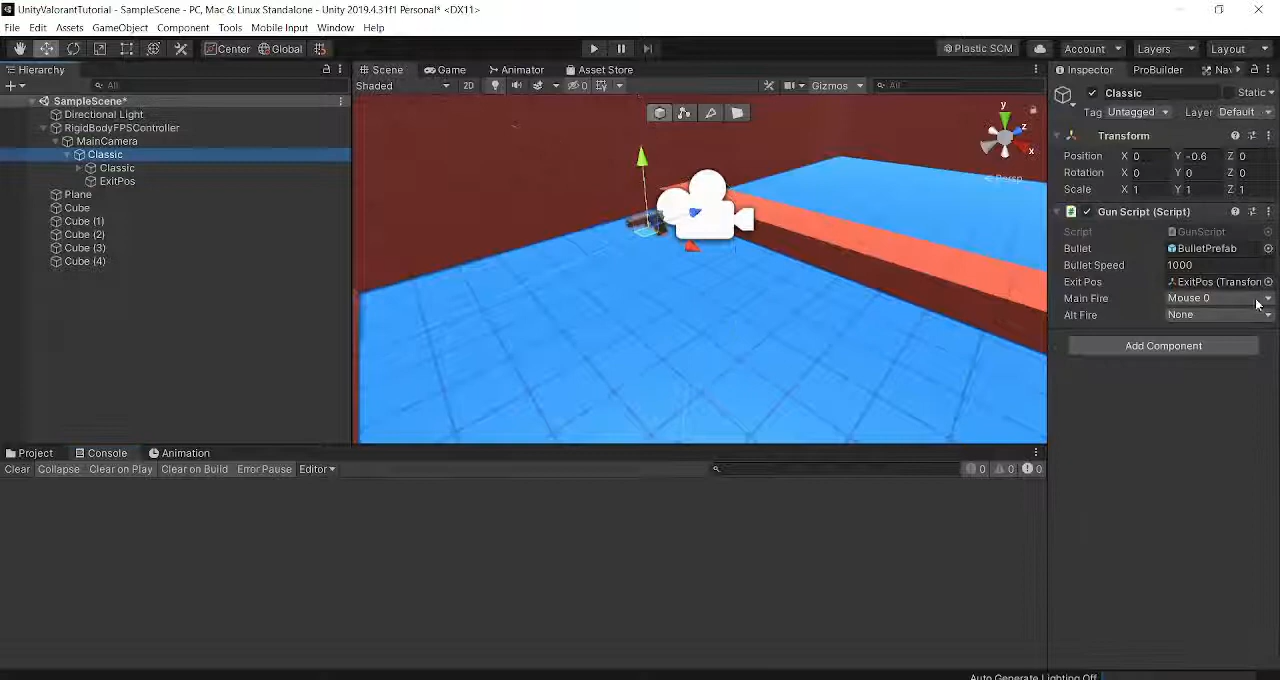 UnityValorantTutorial - SampleScene - PC, Mac & Linux Standalone - Unity 2019.4.31f1 Personal* <DX11>
File Edit Assets GameObject Component Tools Mobile Input Window Help
Center Global Plastic SCM Account Layers Layout
Hierarchy Scene Game Animator Asset Store Inspector ProBuilder Nav
All Shaded 2D 0 Gizmos All
SampleScene*
Directional Light
RigidBodyFPSController
MainCamera
Classic
Classic
ExitPos
Plane
Cube
Cube (1)
Cube (2)
Cube (3)
Cube (4)
y
z
x
< Persp
Classic Static
Tag Untagged Layer Default
Transform
Position X 0 Y -0.6 Z 0
Rotation X 0 Y 0 Z 0
Scale X 1 Y 1 Z 1
Gun Script (Script)
Script GunScript
Bullet BulletPrefab
Bullet Speed 1000
Exit Pos ExitPos (Transfor
Main Fire Mouse 0
Alt Fire None
Add Component
Project Console Animation
Clear Collapse Clear on Play Clear on Build Error Pause Editor 0 0 0
Auto Generate Lighting Off